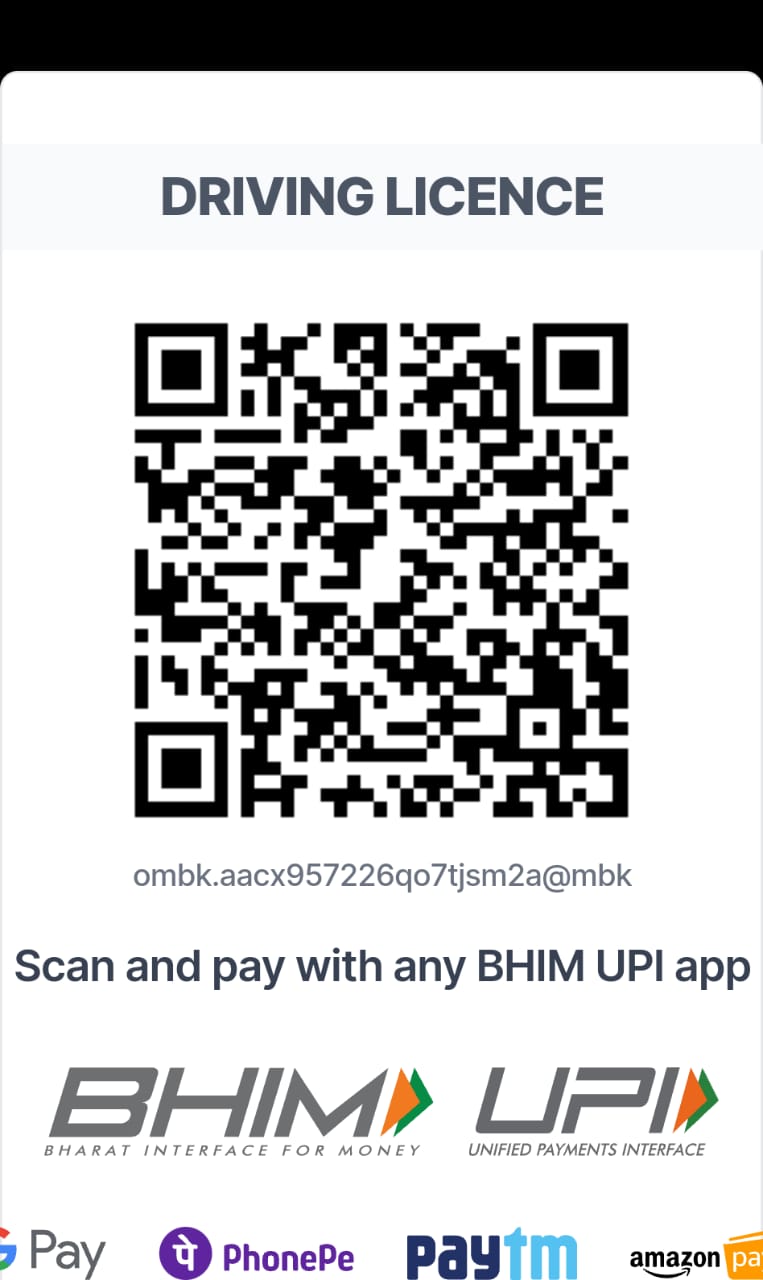 DRIVING LICENCE
ombk.aacx957226qo7tjsm2a@mbk
Scan and pay with any BHIM UPI app
BHIM UPI
BHARAT INTERFACE FOR MONEY UNIFIED PAYMENTS INTERFACE
G Pay पे PhonePe paytm amazon pay